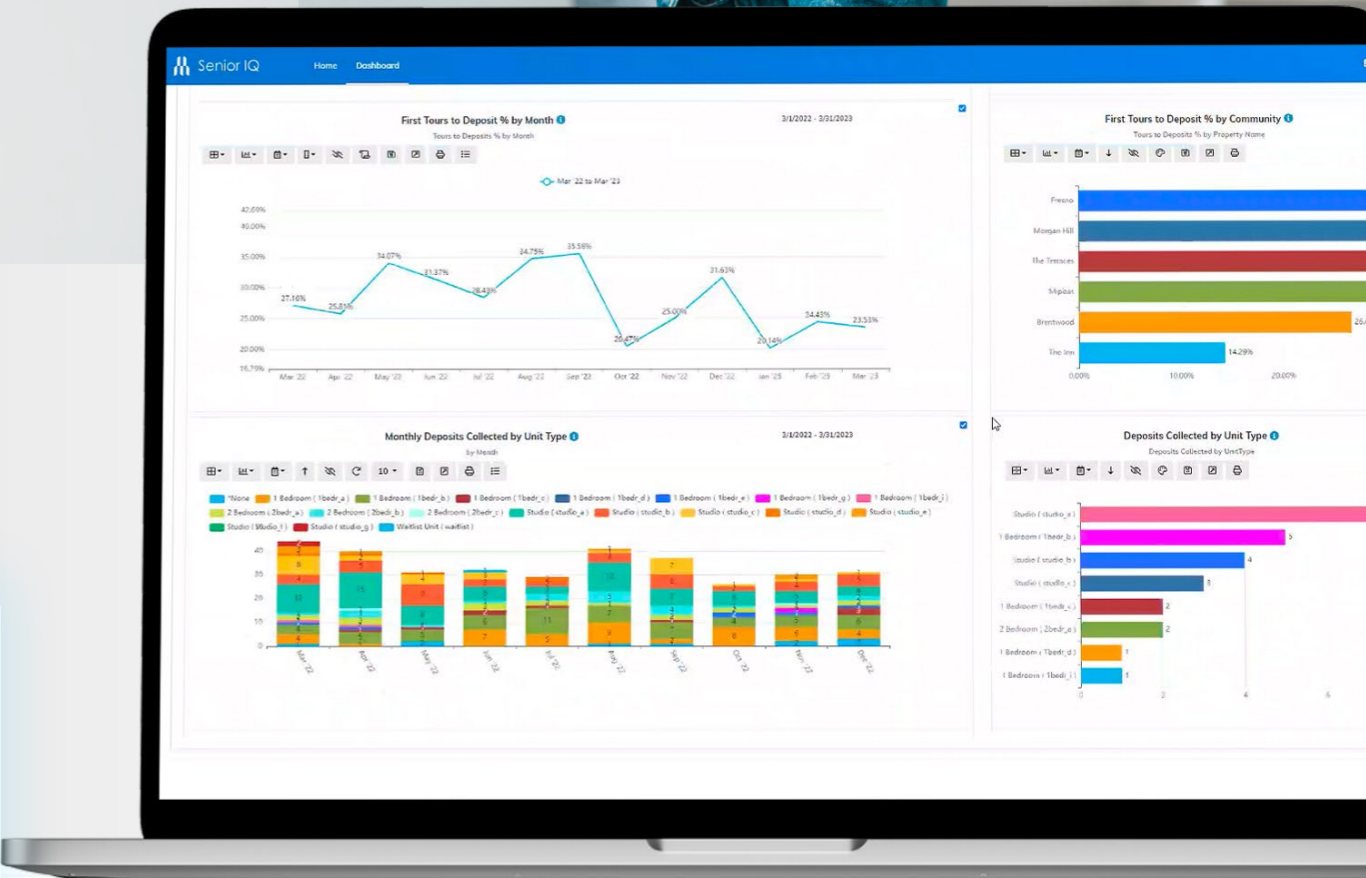 Senior IQ
Home Dashboard
First Tours to Deposit % by Month
3/1/2022 - 3/31/2023
Tours to Deposits % by Month
Mar '22 to Mar '23
42.69%
40.00%
35.00%
30.00%
25.00%
20.00%
16.79%
27.16%
34.07%
31.37%
34.75%
35.58%
25.00%
31.63%
20.14%
24.43%
23.53%
Mar '22 Apr '22 May '22 Jun '22 Jul '22 Aug '22 Sep '22 Oct '22 Nov '22 Dec '22 Jan '23 Feb '23 Mar '23
First Tours to Deposit % by Community
Tours to Deposits % by Property Name
Fresno
Morgan Hill
The Terraces
Milpitas
Brentwood
The Inn 14.29%
0.00% 10.00% 20.00%
Monthly Deposits Collected by Unit Type
3/1/2022 - 3/31/2023
by Month
10
*None 1 Bedroom ( 1bedr_a ) 1 Bedroom ( 1bedr_b ) 1 Bedroom ( 1bedr_c ) 1 Bedroom ( 1bedr_d ) 1 Bedroom ( 1bedr_e ) 1 Bedroom ( 1bedr_g ) 1 Bedroom ( 1bedr_i )
2 Bedroom ( 2bedr_a ) 2 Bedroom ( 2bedr_b ) 2 Bedroom ( 2bedr_c ) Studio ( studio_a ) Studio ( studio_b ) Studio ( studio_c ) Studio ( studio_d ) Studio ( studio_e )
Studio ( studio_g ) Waitlist Unit ( waitlist )
40
30
20
10
0
Mar '22 Apr '22 May '22 Jun '22 Jul '22 Aug '22 Sep '22 Oct '22 Nov '22 Dec '22
Deposits Collected by Unit Type
Deposits Collected by UnitType
Studio ( studio_a )
1 Bedroom ( 1bedr_b ) 5
Studio ( studio_b ) 4
Studio ( studio_c ) 3
1 Bedroom ( 1bedr_c ) 2
2 Bedroom ( 2bedr_a ) 2
1 Bedroom ( 1bedr_d ) 1
1 Bedroom ( 1bedr_i ) 1
0 2 4 6